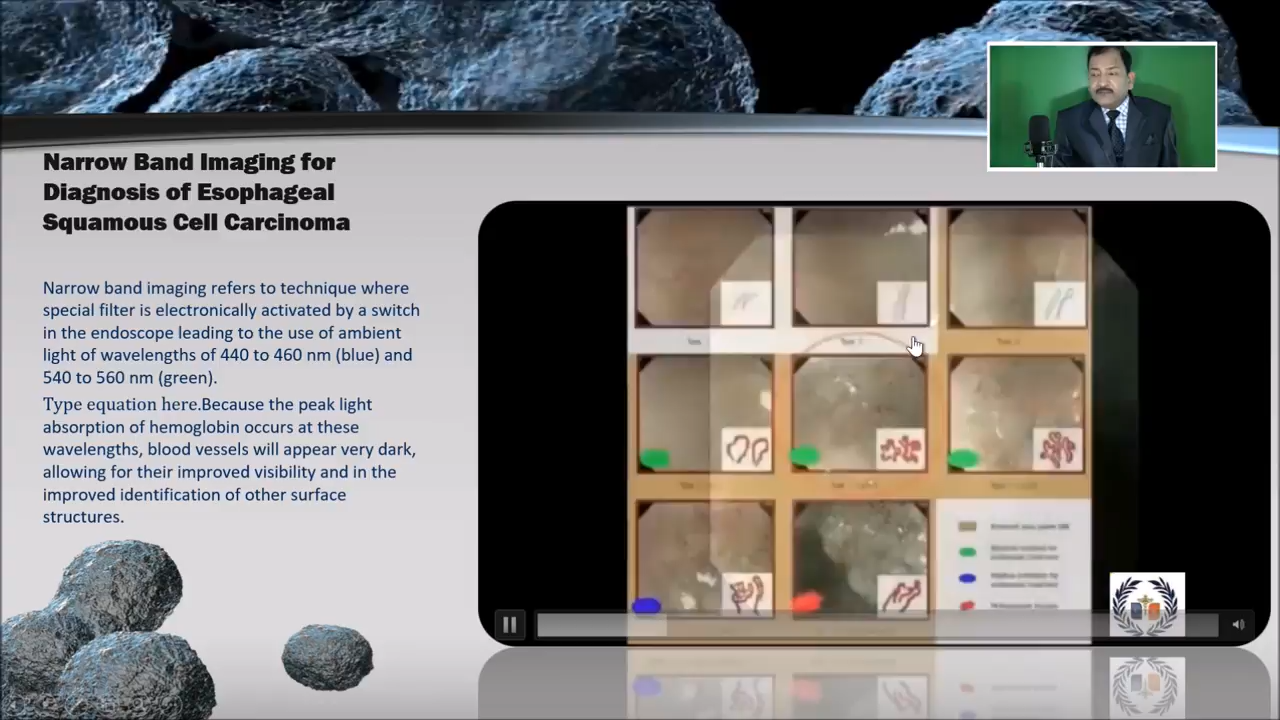 Narrow Band Imaging for
Diagnosis of Esophageal
Squamous Cell Carcinoma
Narrow band imaging refers to technique where
special filter is electronically activated by a switch
in the endoscope leading to the use of ambient
light of wavelengths of 440 to 460 nm (blue) and
540 to 560 nm (green).
Type equation here.Because the peak light
absorption of hemoglobin occurs at these
wavelengths, blood vessels will appear very dark,
allowing for their improved visibility and in the
improved identification of other surface
structures.